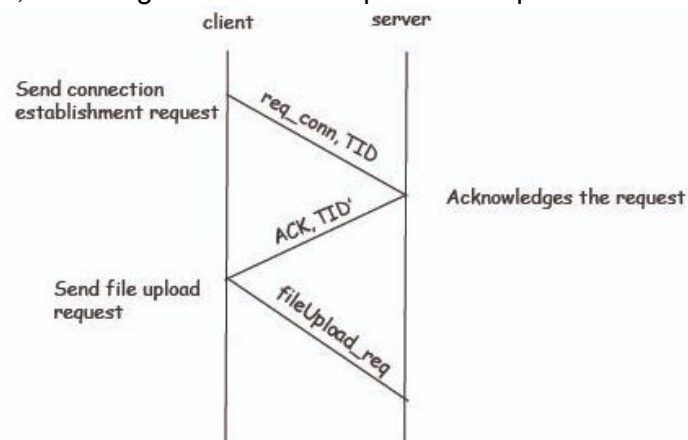 client
server
Send connection
establishment request
req_conn, TID
Acknowledges the request
ACK, TID'
Send file upload
request
fileUpload_req